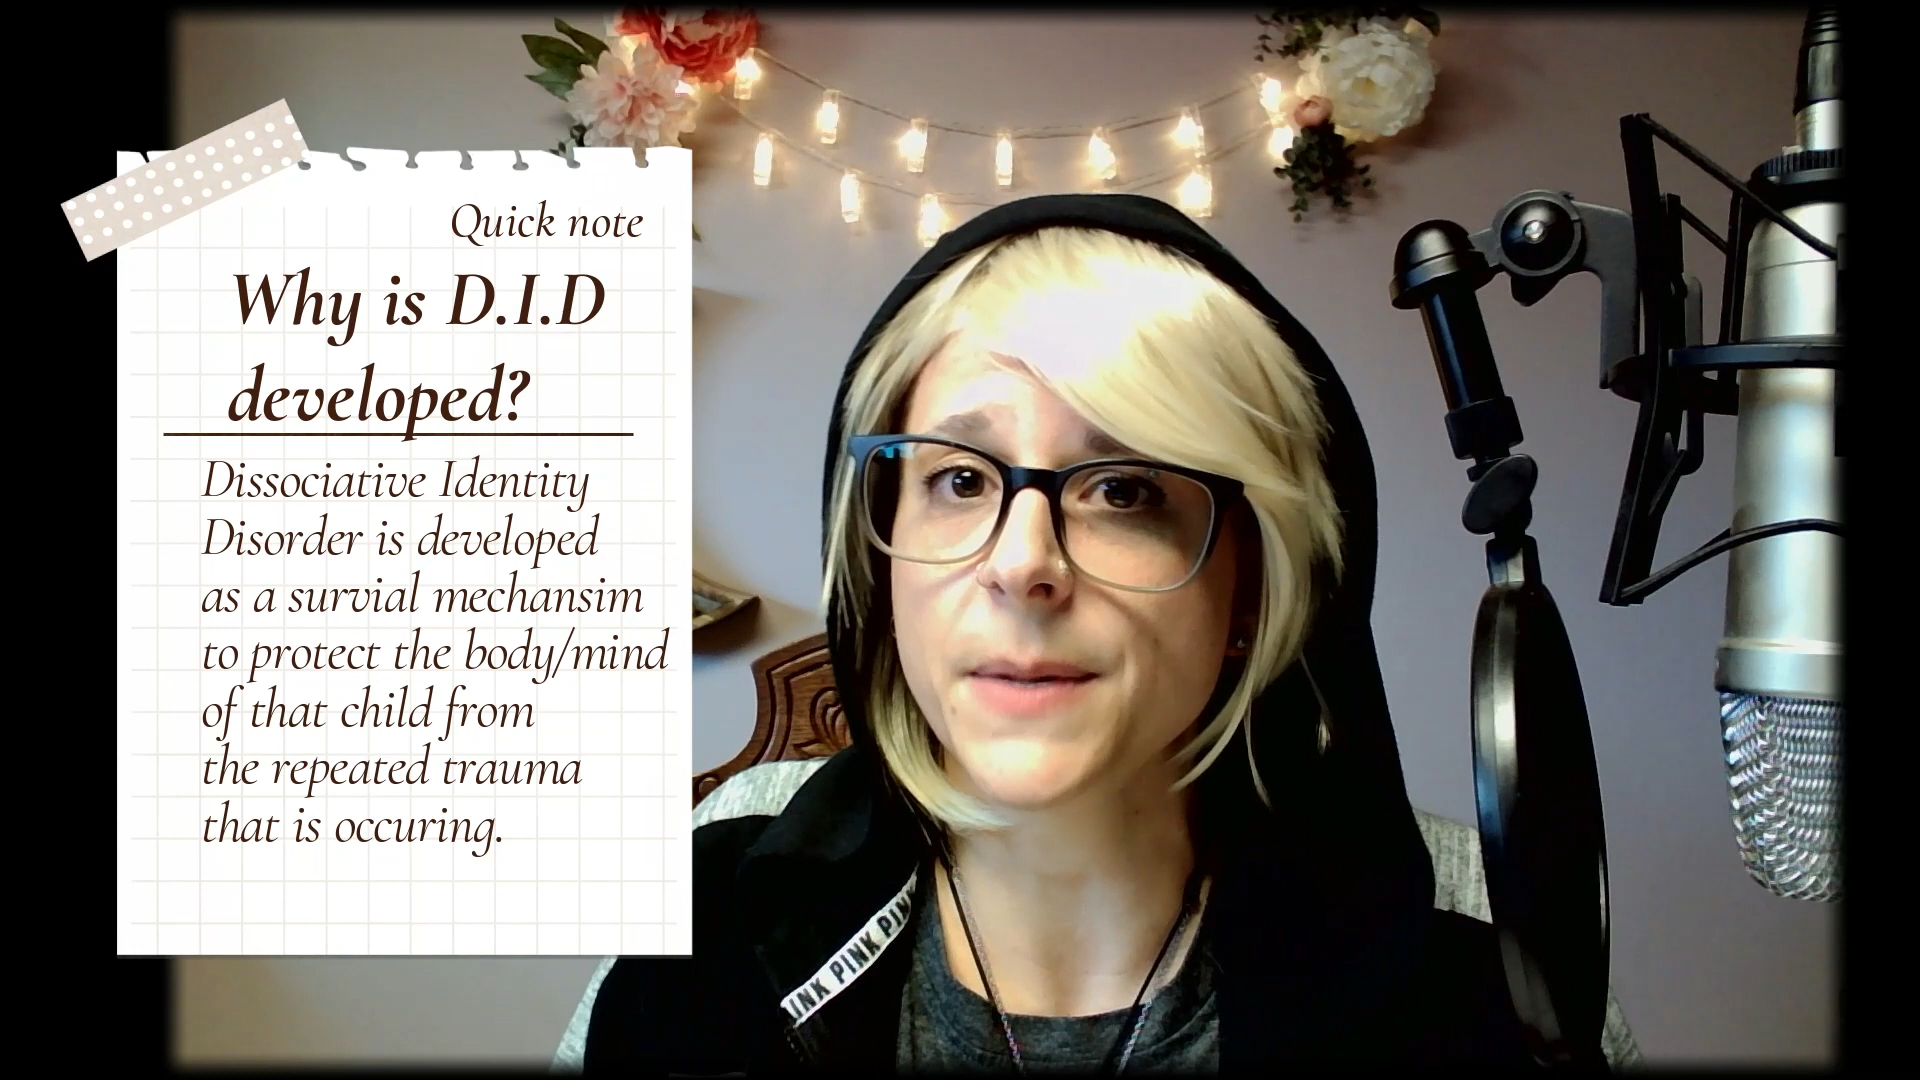 Quick note
Why is D.I.D
developed?
Dissociative Identity
Disorder is developed
as a survial mechansim
to protect the body/mind
of that child from
the repeated trauma
that is occuring.
INK PINK PIN